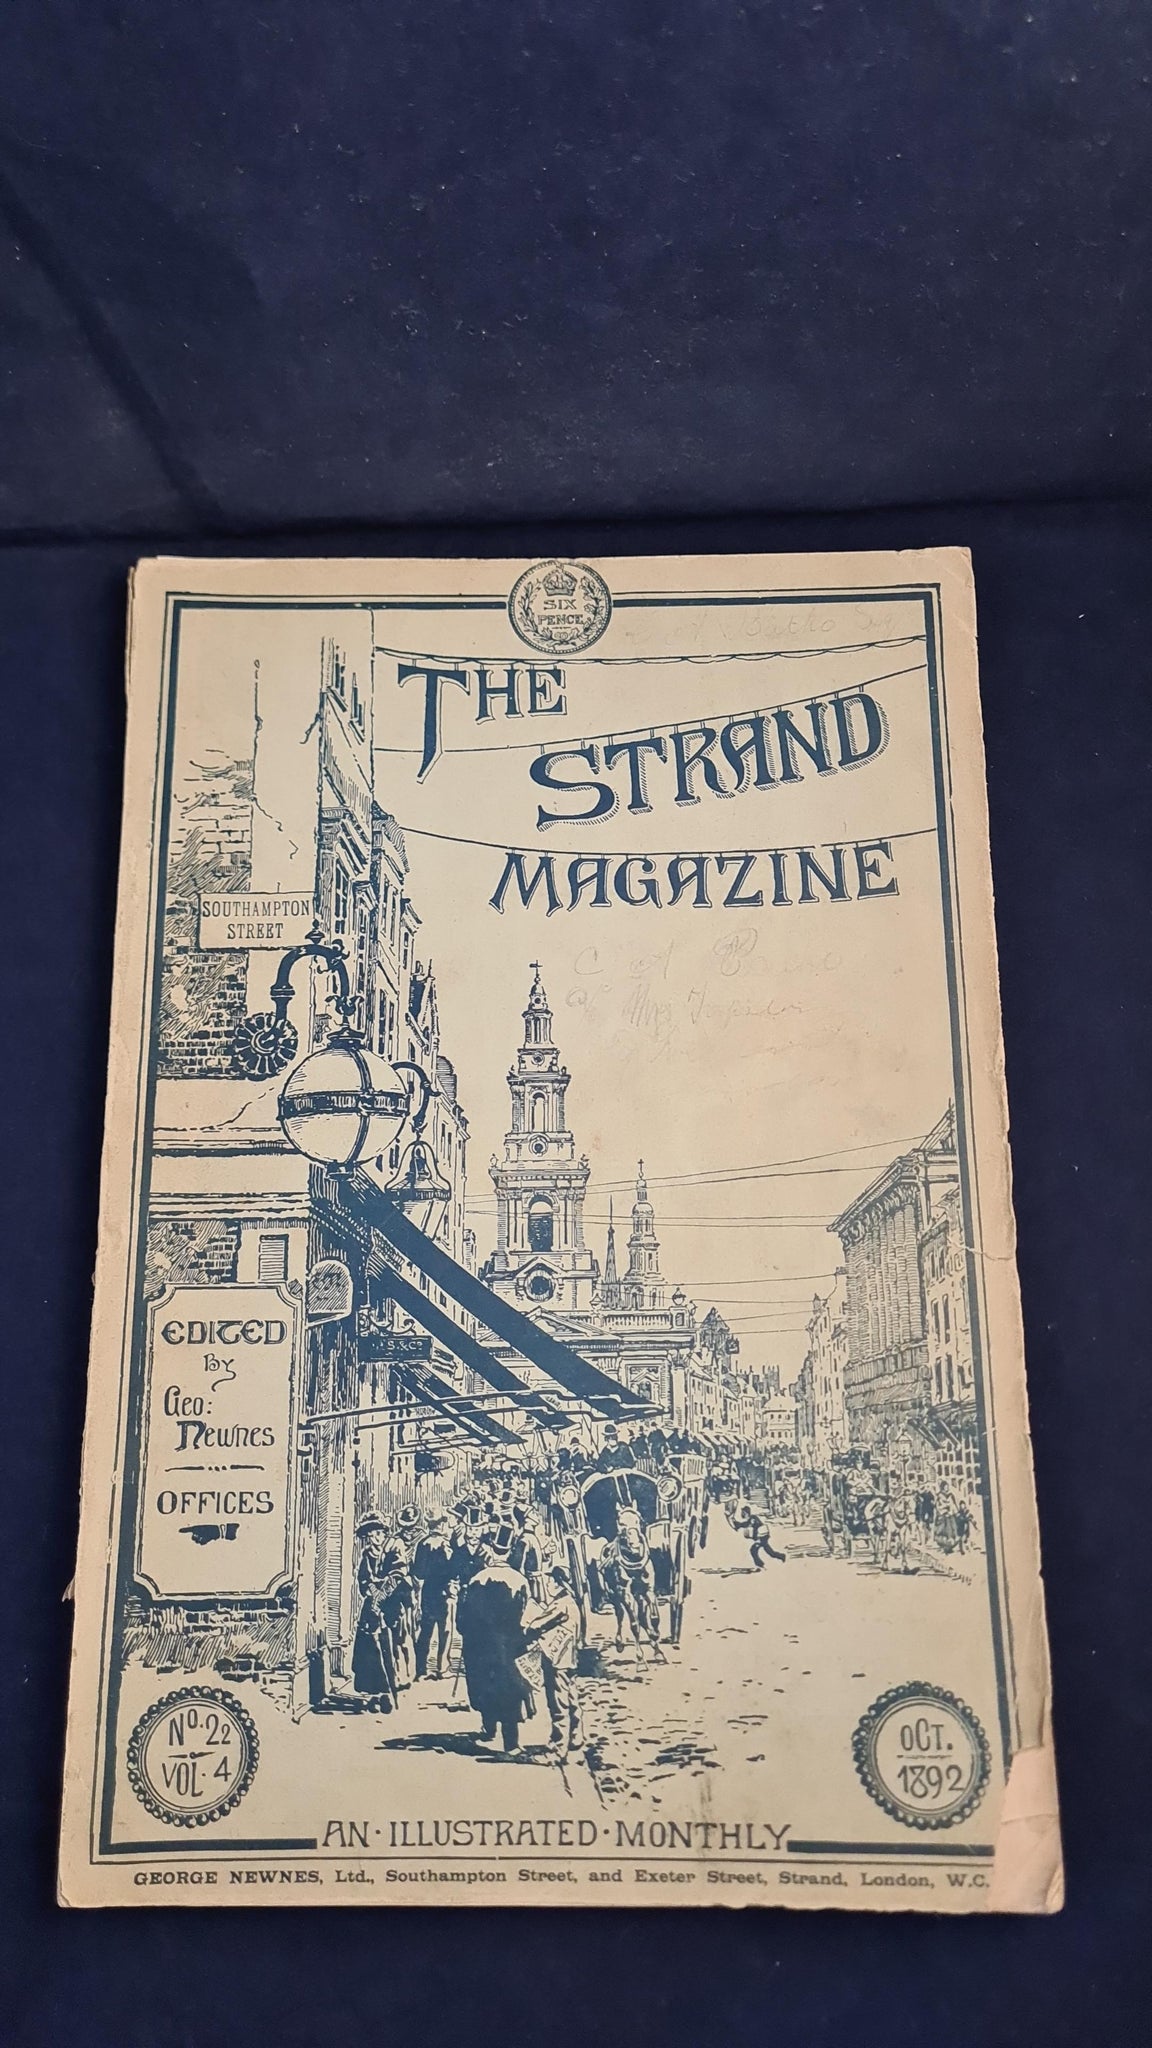 SIX
PENCE
THE
STRAND
MAGAZINE
SOUTHAMPTON
STREET
EDITED
By
Geo:
Newnes
OFFICES
S. & Co
No. 22
VOL. 4
OCT.
1892
AN · ILLUSTRATED · MONTHLY
GEORGE NEWNES, Ltd., Southampton Street, and Exeter Street, Strand, London, W.C.